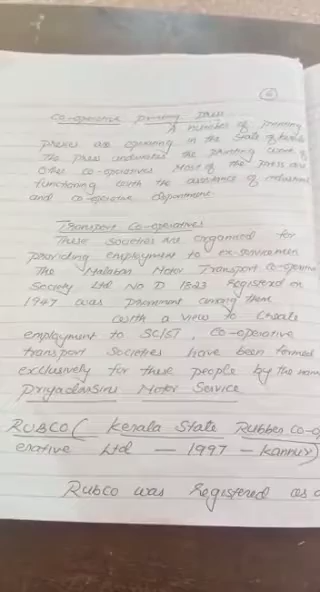 6
Co-operative Printing Press
A number of printing
presses are operating in the State of Kerala
The press undertakes the printing work of
Other co-operatives Most of the press are
functioning with the assistance of industries
and co-operative department
Transport Co-operatives
These Societies are organised for
providing employment to ex-servicemen
The Malabar Motor Transport Co-operative
Society Ltd No D 1543 Registered on
1947 was prominent among them
With a view to create
employment to SC/ST, Co-operative
transport Societies have been formed
exclusively for these people by the name
Priyadarsini Motor Service
RUBCO ( Kerala State Rubber Co-op
erative Ltd — 1997 - Kannur)
Rubco was Registered as a